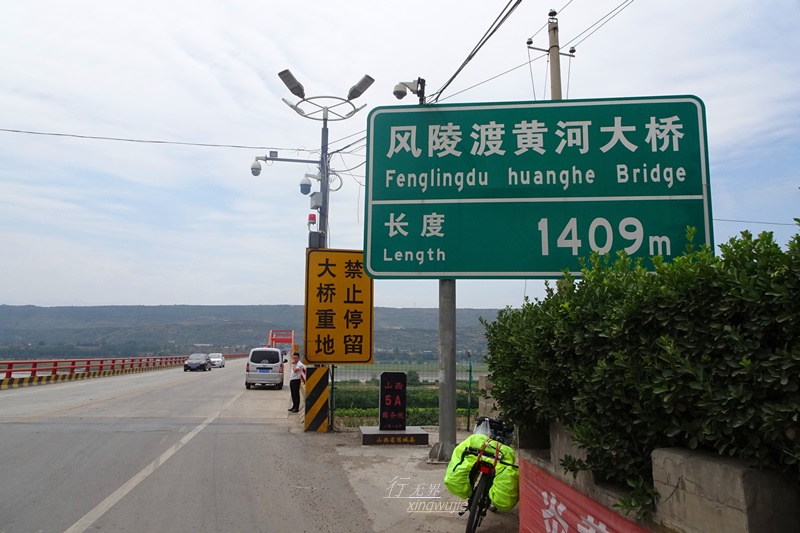 风陵渡黄河大桥
Fenglingdu huanghe Bridge
长度
Length
1409m
大桥重地
禁止停留
山西
5A
行无界
xingwujie